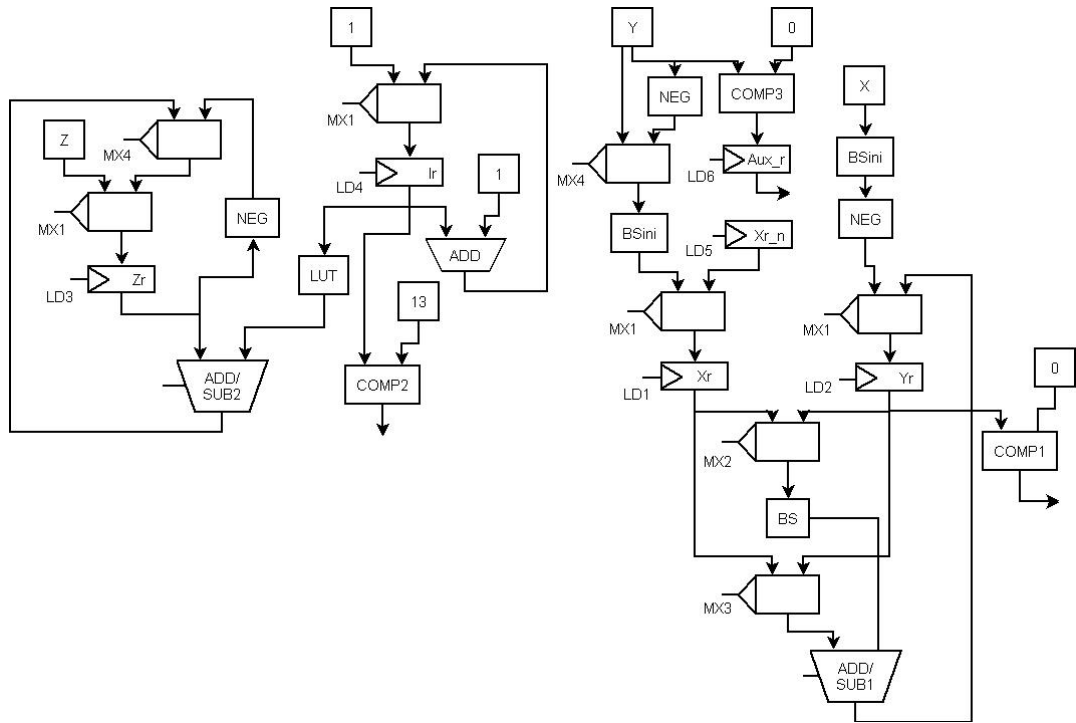 1
Y
0
X
Z
MX4
MX1
NEG
COMP3
MX1
NEG
LD3
Zr
LD4
Ir
1
ADD
LUT
13
COMP2
ADD/
SUB2
MX4
LD6
Aux_r
BSini
BSini
NEG
LD5
Xr_n
MX1
MX1
LD1
Xr
LD2
Yr
0
COMP1
MX2
BS
MX3
ADD/
SUB1